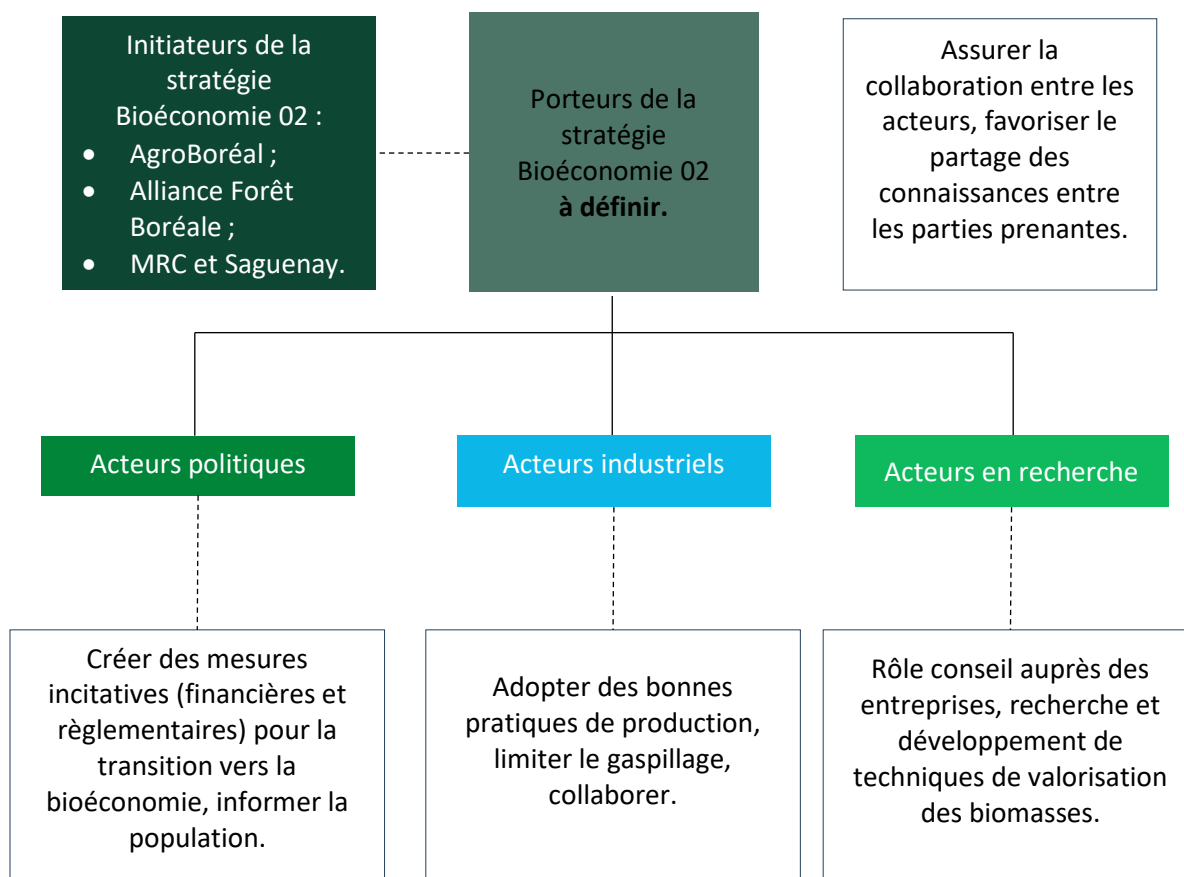 Initiateurs de la
stratégie
Bioéconomie 02 :
• AgroBoréal ;
• Alliance Forêt
Boréale ;
• MRC et Saguenay.
Porteurs de la
stratégie
Bioéconomie 02
à définir.
Assurer la
collaboration entre les
acteurs, favoriser le
partage des
connaissances entre
les parties prenantes.
Acteurs politiques
Acteurs industriels
Acteurs en recherche
Créer des mesures
incitatives (financières et
règlementaires) pour la
transition vers la
bioéconomie, informer la
population.
Adopter des bonnes
pratiques de production,
limiter le gaspillage,
collaborer.
Rôle conseil auprès des
entreprises, recherche et
développement de
techniques de valorisation
des biomasses.